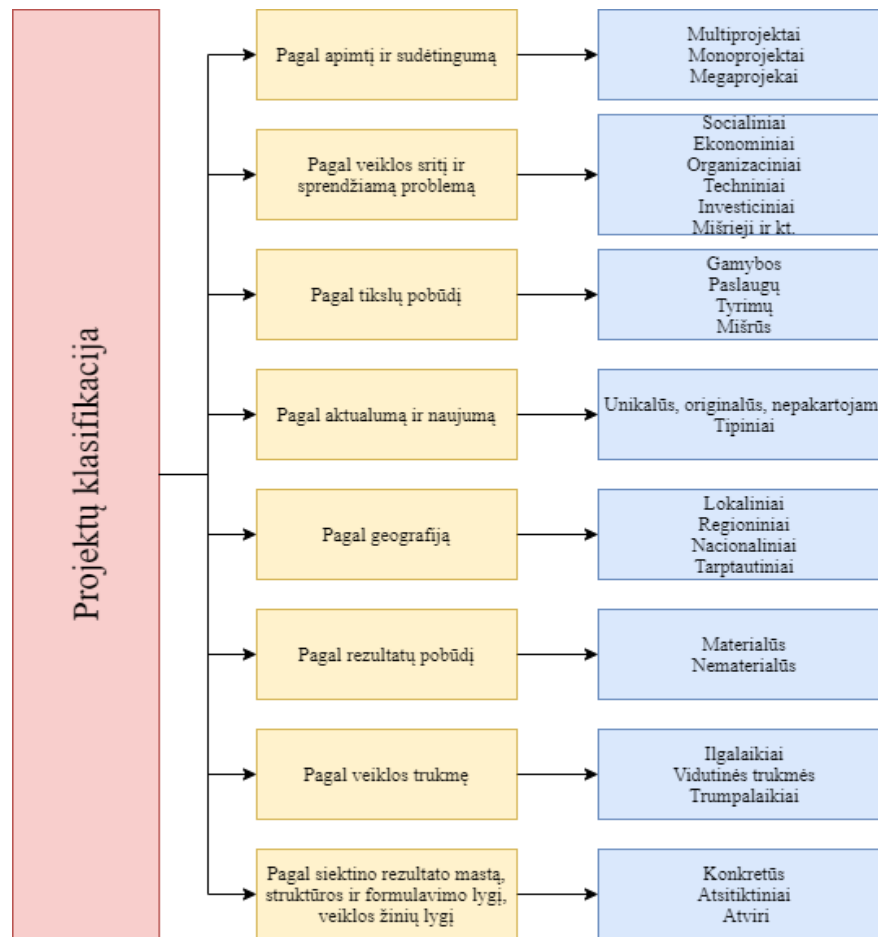 Projektų klasifikacija
Pagal apimtį ir sudėtingumą
Multiprojektai
Monoprojektai
Megaprojekai
Pagal veiklos sritį ir
sprendžiamą problemą
Socialiniai
Ekonominiai
Organizaciniai
Techniniai
Investiciniai
Mišrieji ir kt.
Pagal tikslų pobūdį
Gamybos
Paslaugų
Tyrimų
Mišrūs
Pagal aktualumą ir naujumą
Unikalūs, originalūs, nepakartojam
Tipiniai
Pagal geografiją
Lokaliniai
Regioniniai
Nacionaliniai
Tarptautiniai
Pagal rezultatų pobūdį
Materialūs
Nematerialūs
Pagal veiklos trukmę
Ilgalaikiai
Vidutinės trukmės
Trumpalaikiai
Pagal siektino rezultato mastą,
struktūros ir formulavimo lygį,
veiklos žinių lygį
Konkretūs
Atsitiktiniai
Atviri